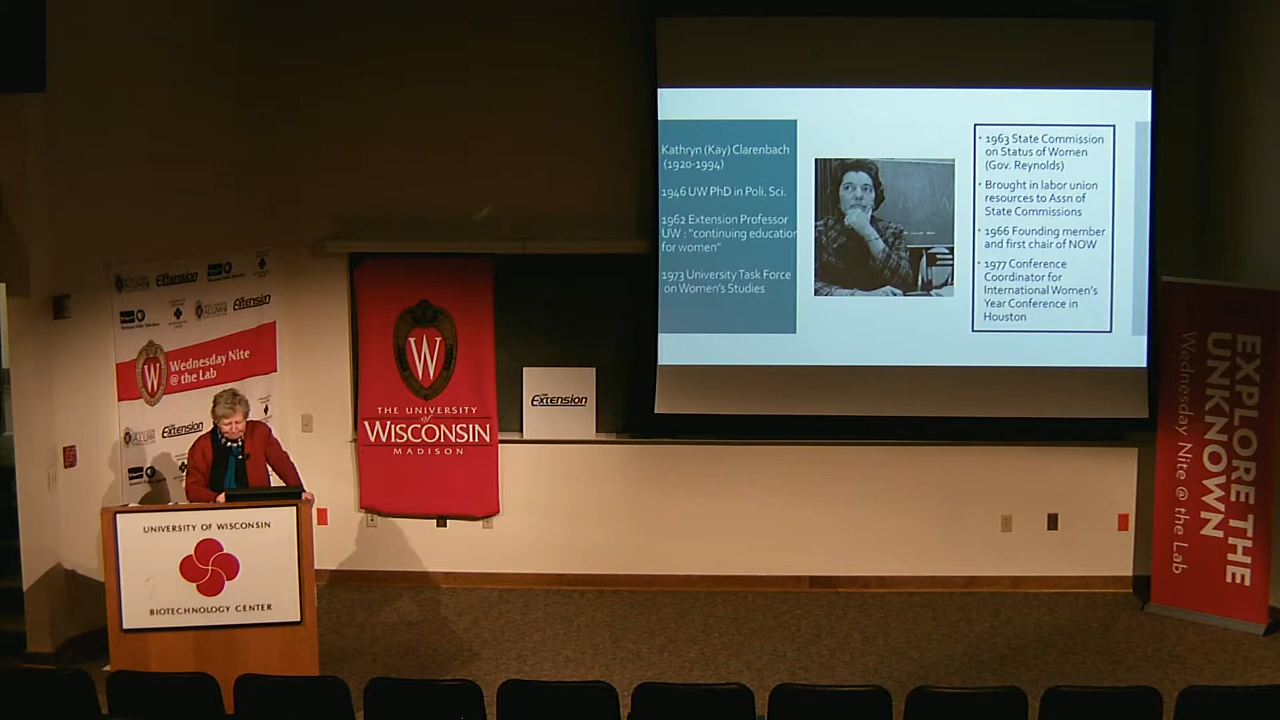 Kathryn (Kay) Clarenbach
(1920-1994)
1946 UW PhD in Poli. Sci.
1962 Extension Professor
UW : "continuing education
for women"
1973 University Task Force
on Women's Studies
• 1963 State Commission
on Status of Women
(Gov. Reynolds)
• Brought in labor union
resources to Assn of
State Commissions
• 1966 Founding member
and first chair of NOW
• 1977 Conference
Coordinator for
International Women's
Year Conference in
Houston
Extension
ALUMNI
Extension
PBS
Wednesday Nite
@ the Lab
W
ALUMNI
Extension
PBS
W
THE UNIVERSITY
of
WISCONSIN
MADISON
Extension
EXPLORE THE
UNKNOWN
Wednesday Nite @ the Lab
UNIVERSITY OF WISCONSIN
BIOTECHNOLOGY CENTER